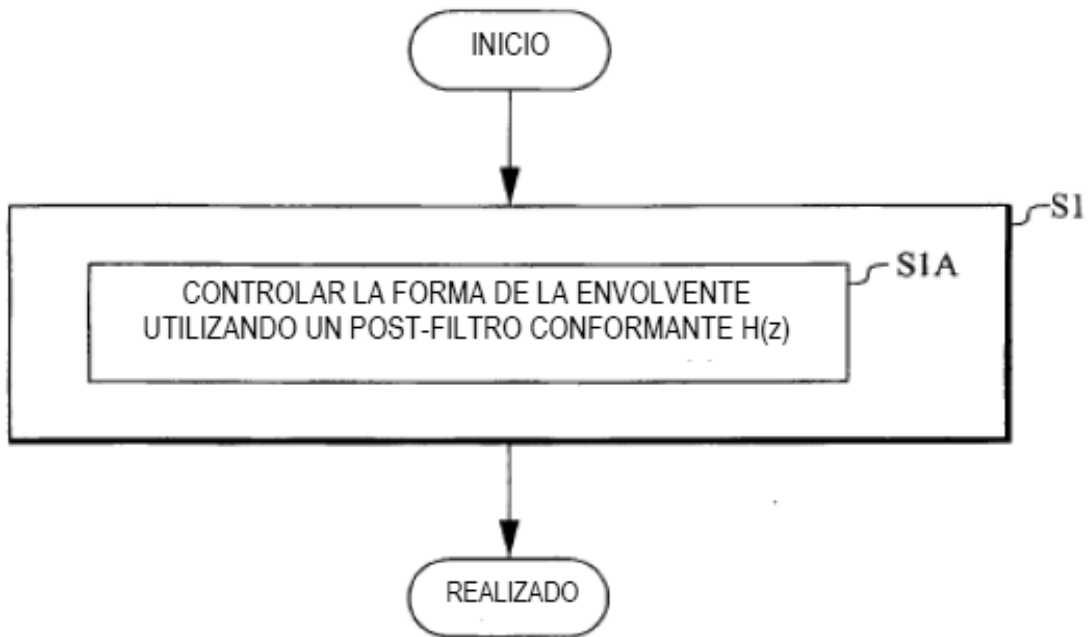 INICIO
S1
S1A
CONTROLAR LA FORMA DE LA ENVOLVENTE
UTILIZANDO UN POST-FILTRO CONFORMANTE H(z)
REALIZADO